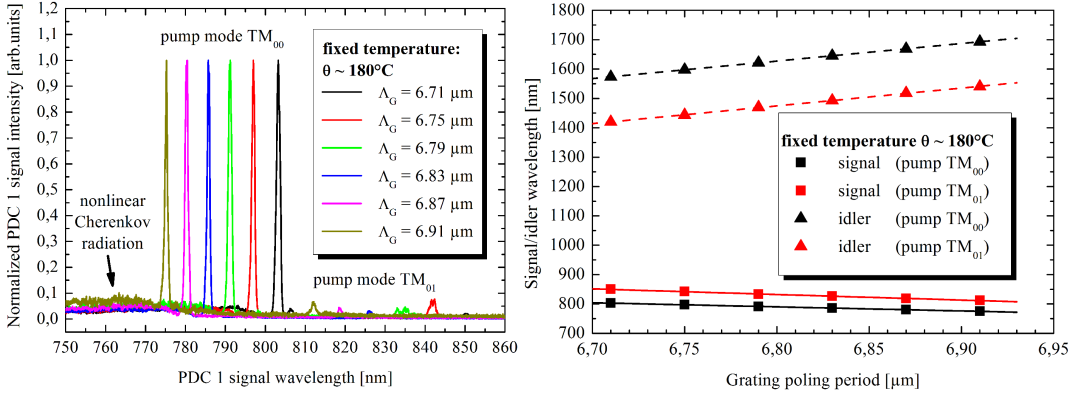 Normalized PDC 1 signal intensity [arb.units]
1,2
1,1
1,0
0,9
0,8
0,7
0,6
0,5
0,4
0,3
0,2
0,1
0,0
pump mode TM₀₀
fixed temperature:
θ ~ 180°C
Λ_G = 6.71 µm
Λ_G = 6.75 µm
Λ_G = 6.79 µm
Λ_G = 6.83 µm
Λ_G = 6.87 µm
Λ_G = 6.91 µm
nonlinear
Cherenkov
radiation
pump mode TM₀₁
750 760 770 780 790 800 810 820 830 840 850 860
PDC 1 signal wavelength [nm]
Signal/idler wavelength [nm]
1800
1700
1600
1500
1400
1300
1200
1100
1000
900
800
700
fixed temperature θ ~ 180°C
signal (pump TM₀₀)
signal (pump TM₀₁)
idler (pump TM₀₀)
idler (pump TM₀₁)
6,70 6,75 6,80 6,85 6,90 6,95
Grating poling period [µm]